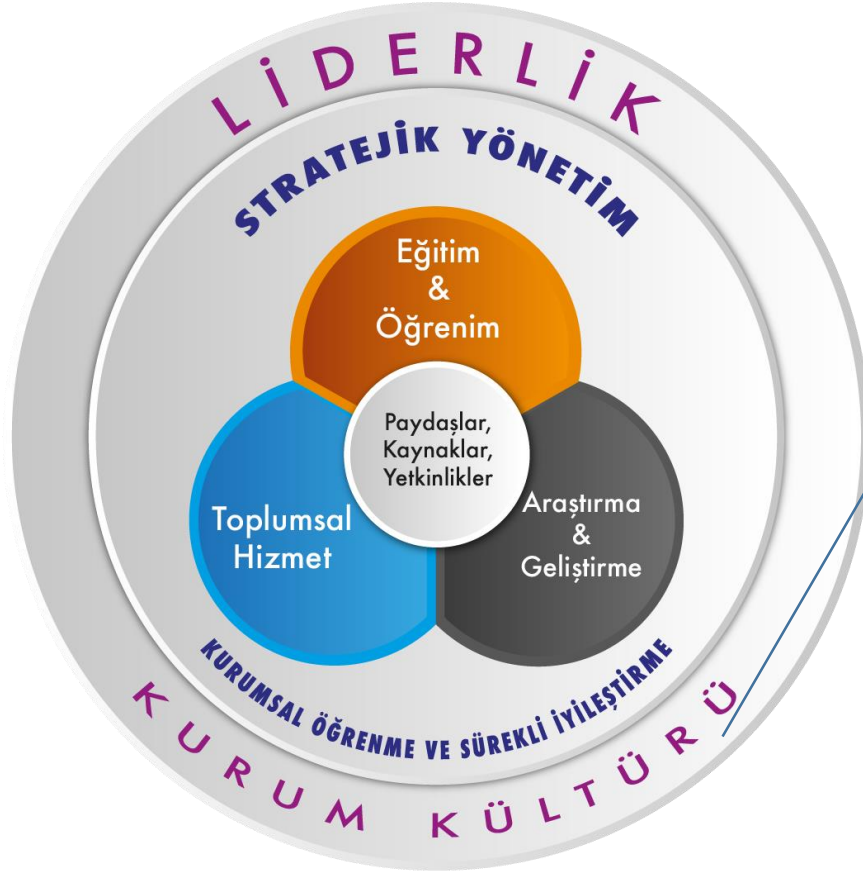 LİDERLİK
STRATEJİK YÖNETİM
Eğitim
&
Öğrenim
Paydaşlar,
Kaynaklar,
Yetkinlikler
Toplumsal
Hizmet
Araştırma
&
Geliştirme
KURUMSAL ÖĞRENME VE SÜREKLİ İYİLEŞTİRME
KURUM KÜLTÜRÜ